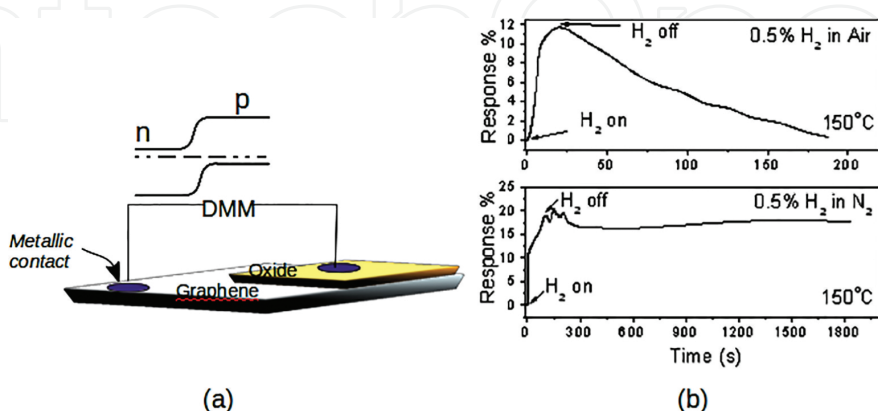 n
p
DMM
Metallic
contact
Oxide
Graphene
(a)
Response %
12
10
8
6
4
2
0
H2 off
0.5% H2 in Air
H2 on
150°C
0 50 100 150 200
Response %
25
20
15
10
5
0
H2 off
0.5% H2 in N2
H2 on
150°C
0 300 600 900 1200 1500 1800
Time (s)
(b)